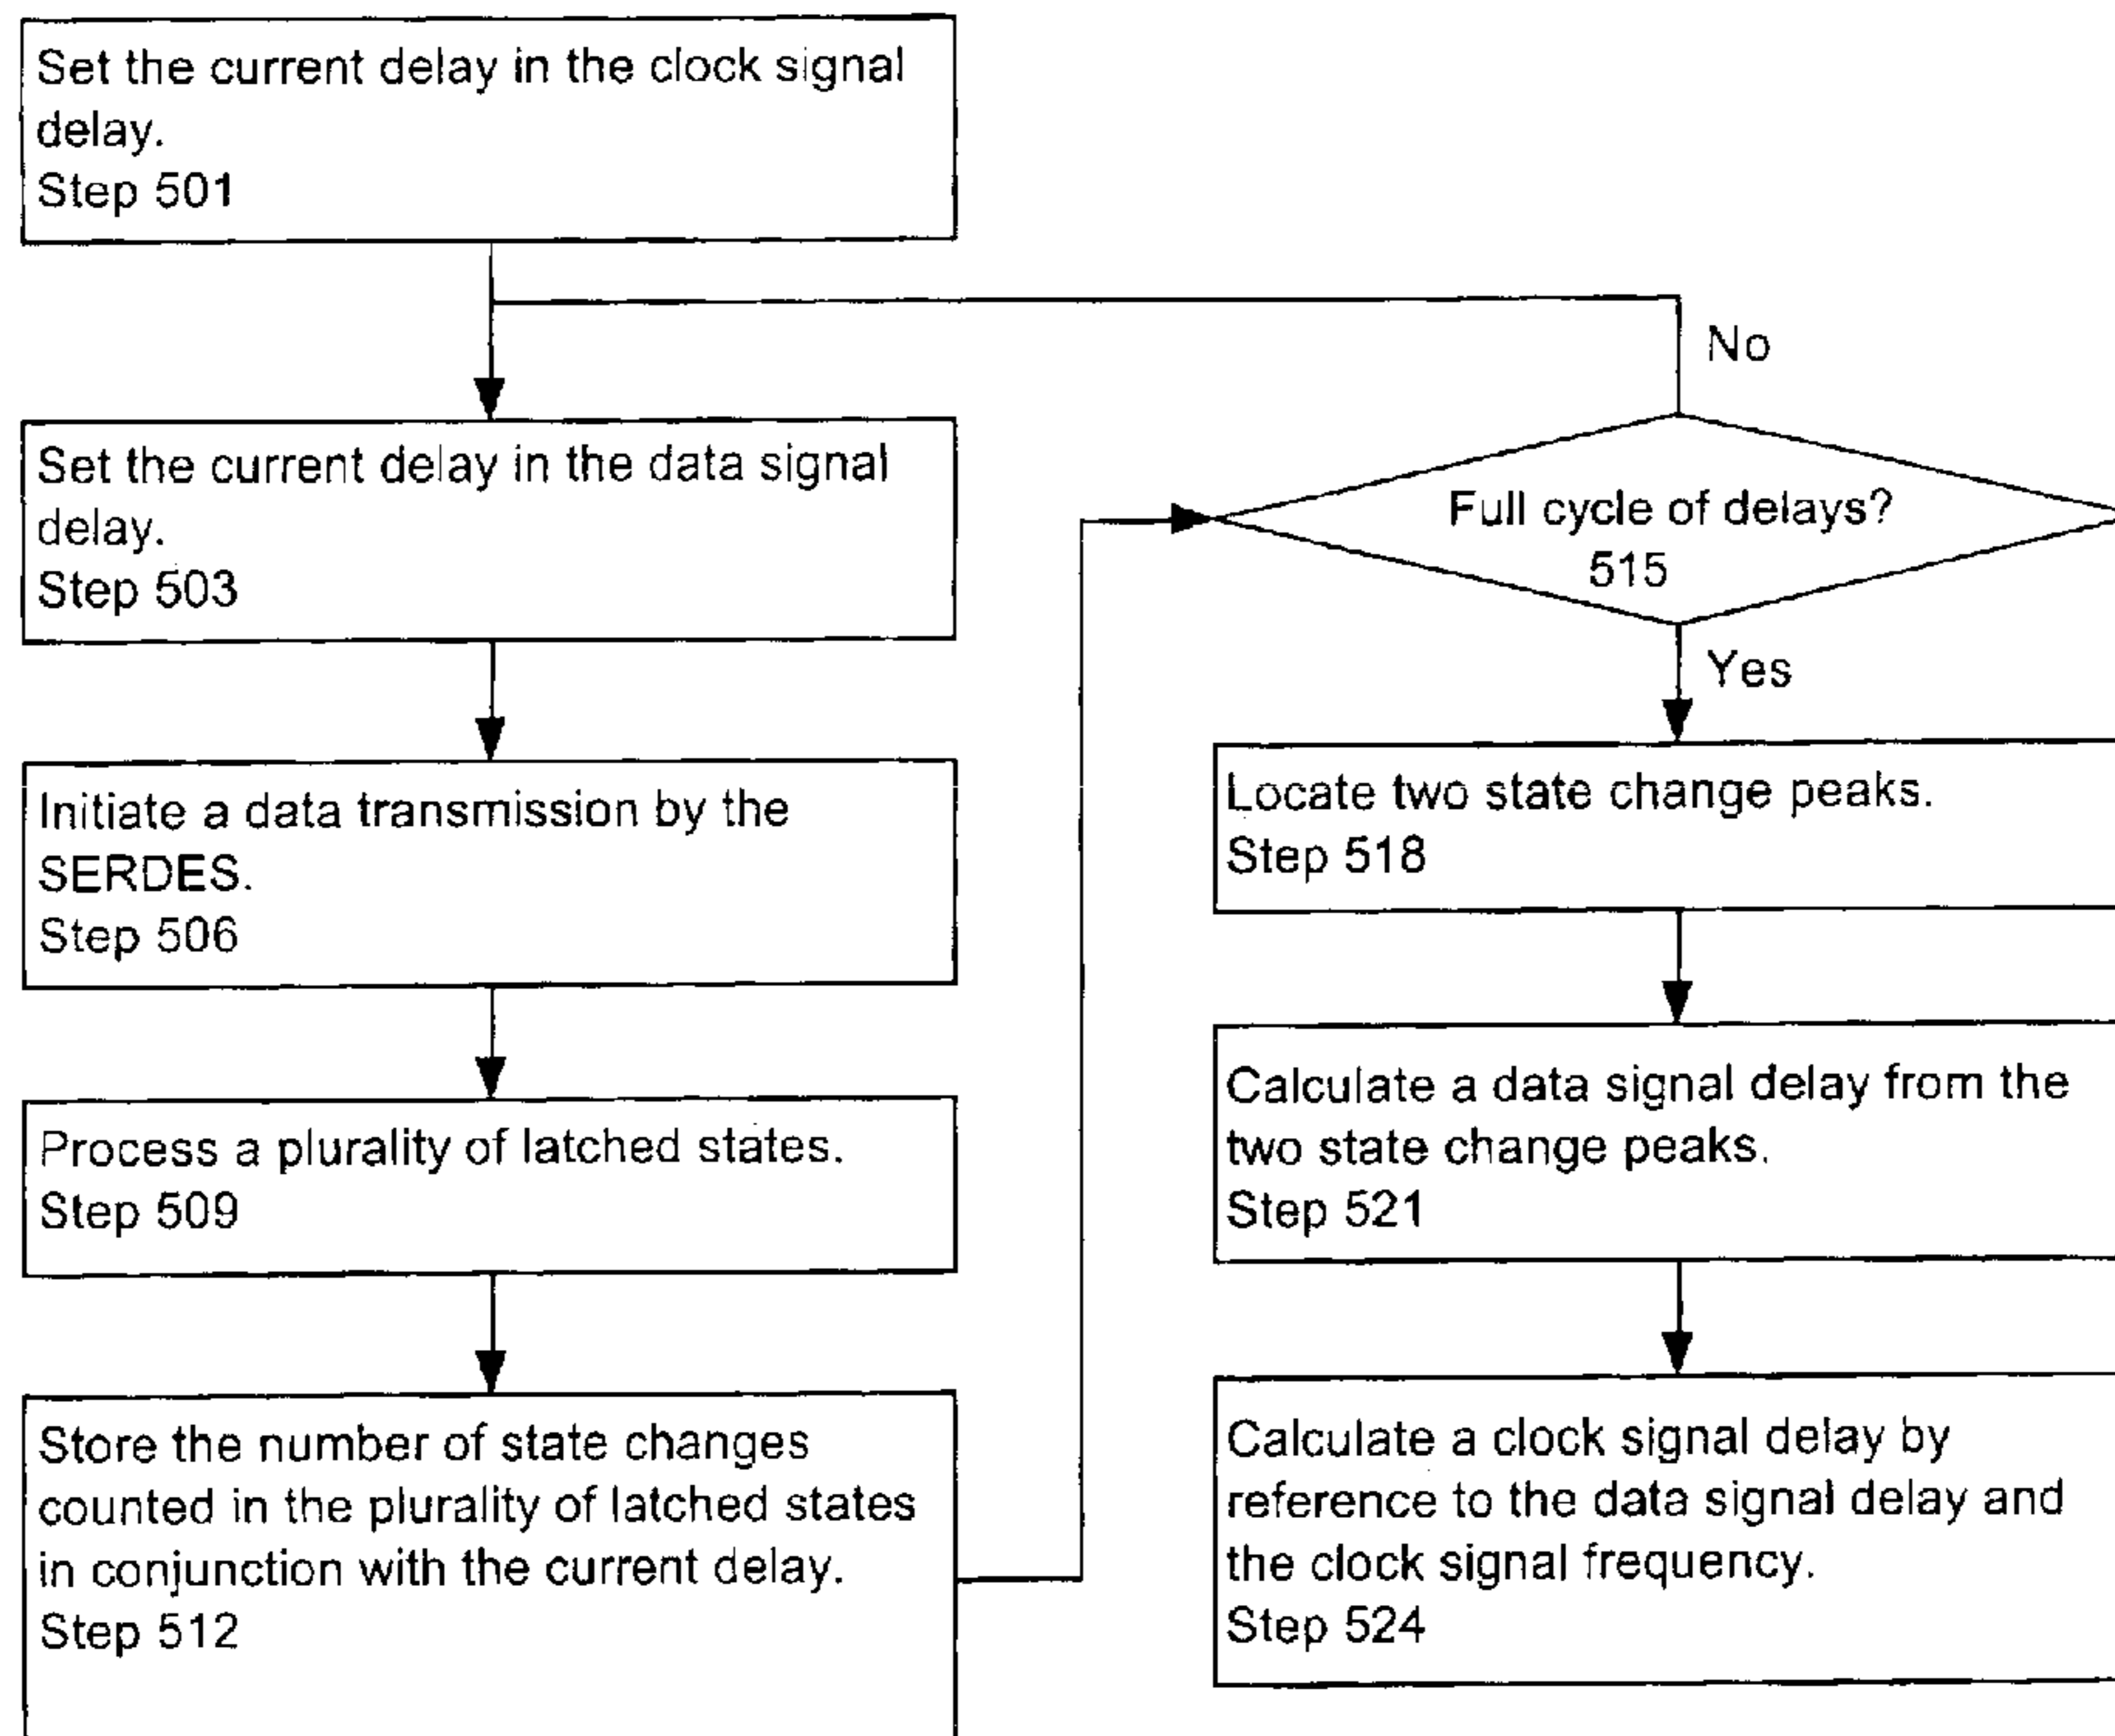 Set the current delay in the clock signal
delay.
Step 501
Set the current delay in the data signal
delay.
Step 503
Initiate a data transmission by the
SERDES.
Step 506
Process a plurality of latched states.
Step 509
Store the number of state changes
counted in the plurality of latched states
in conjunction with the current delay.
Step 512
No
Full cycle of delays?
515
Yes
Locate two state change peaks.
Step 518
Calculate a data signal delay from the
two state change peaks.
Step 521
Calculate a clock signal delay by
reference to the data signal delay and
the clock signal frequency.
Step 524